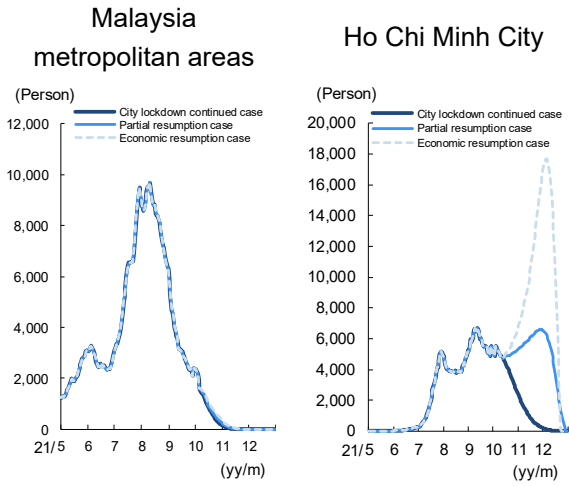 Malaysia
metropolitan areas
(Person)
City lockdown continued case
Partial resumption case
Economic resumption case
12,000
10,000
8,000
6,000
4,000
2,000
0
21/5 6 7 8 9 10 11 12
(yy/m)
Ho Chi Minh City
(Person)
City lockdown continued case
Partial resumption case
Economic resumption case
20,000
18,000
16,000
14,000
12,000
10,000
8,000
6,000
4,000
2,000
0
21/5 6 7 8 9 10 11 12
(yy/m)